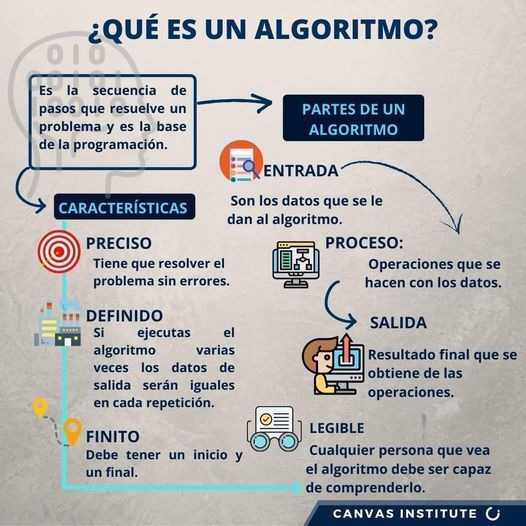 ¿QUÉ ES UN ALGORITMO?
Es la secuencia de
pasos que resuelve un
problema y es la base
de la programación.
PARTES DE UN
ALGORITMO
ENTRADA
Son los datos que se le
dan al algoritmo.
PROCESO:
Operaciones que se
hacen con los datos.
SALIDA
Resultado final que se
obtiene de las
operaciones.
CARACTERÍSTICAS
PRECISO
Tiene que resolver el
problema sin errores.
DEFINIDO
Si ejecutas el
algoritmo varias
veces los datos de
salida serán iguales
en cada repetición.
FINITO
Debe tener un inicio y
un final.
LEGIBLE
Cualquier persona que vea
el algoritmo debe ser capaz
de comprenderlo.
CANVAS INSTITUTE